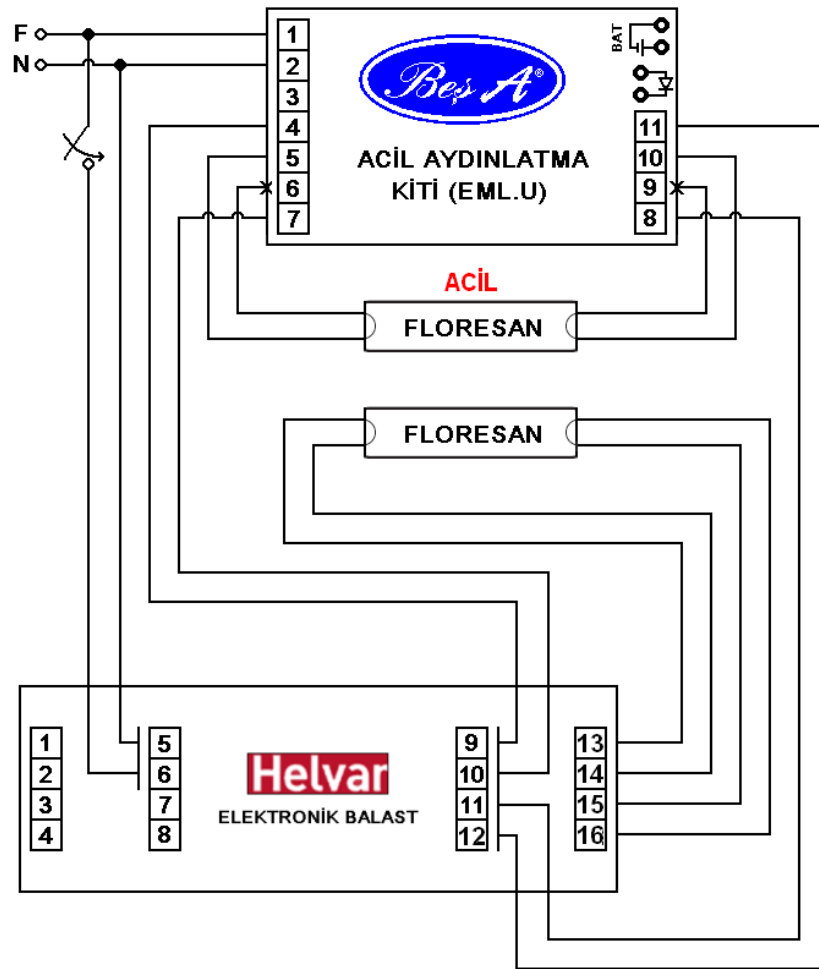 F
N
1
2
3
4
5
6
7
Beş A®
ACİL AYDINLATMA
KİTİ (EML.U)
BAT
11
10
9
8
ACİL
FLORESAN
FLORESAN
1
2
3
4
5
6
7
8
Helvar
ELEKTRONİK BALAST
9
10
11
12
13
14
15
16